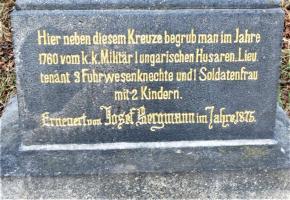 Hier neben diesem Kreuze begrub man im Jahre
1760 vom k.k. Militär 1 ungarischen Husaren. Lieu
tenant 3 Fuhrwesenknechte und 1 Soldatenfrau
mit 2 Kindern.
Erneuert von Josef Bergmann im Jahre, 1875.